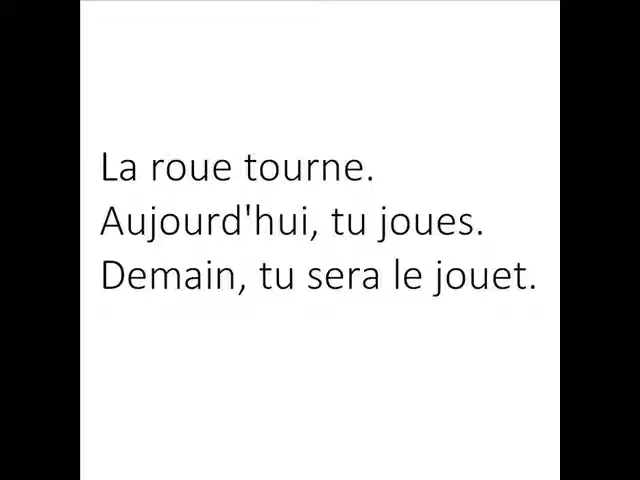 La roue tourne.
Aujourd'hui, tu joues.
Demain, tu sera le jouet.